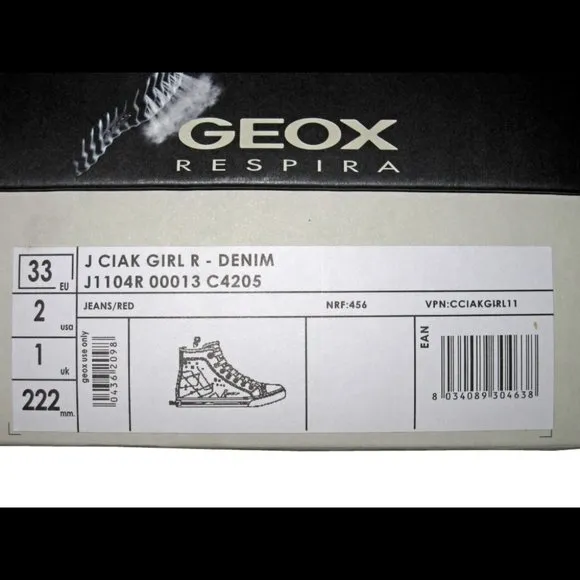 GEOX
RESPIRA
33 EU
J CIAK GIRL R - DENIM
J1104R 00013 C4205
2 usa
JEANS/RED
NRF:456
VPN:CCIAKGIRL11
1 uk
geox use only
04362098
EAN
222 mm.
8 034089 304638